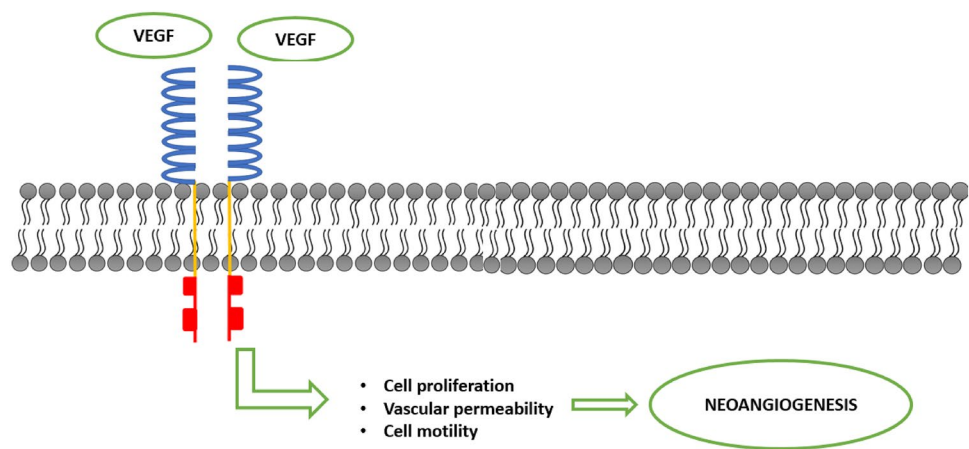 VEGF
VEGF
• Cell proliferation
• Vascular permeability
• Cell motility
NEOANGIOGENESIS